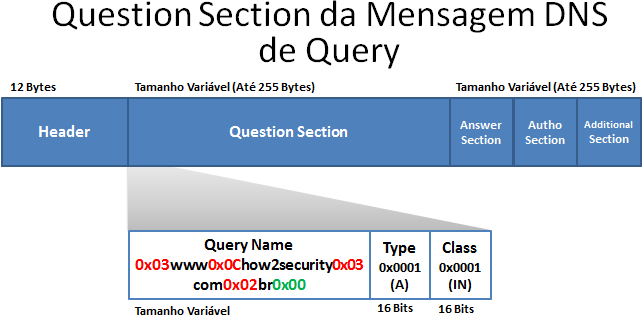 Question Section da Mensagem DNS
de Query
12 Bytes
Tamanho Variável (Até 255 Bytes)
Tamanho Variável (Até 255 Bytes)
Header
Question Section
Answer
Section
Autho
Section
Additional
Section
Query Name
0x03www0x0Chow2security0x03
com0x02br0x00
Type
0x0001
(A)
Class
0x0001
(IN)
Tamanho Variável
16 Bits
16 Bits